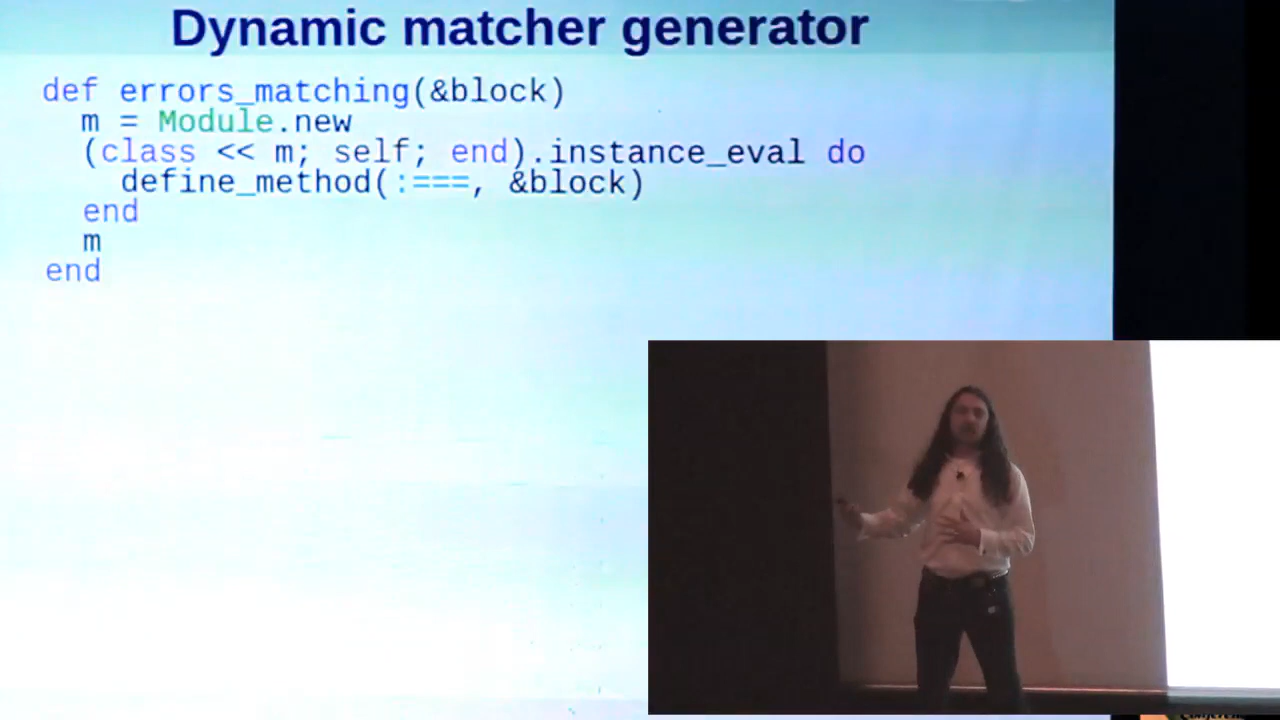 Dynamic matcher generator
def errors_matching(&block)
  m = Module.new
  (class << m; self; end).instance_eval do
    define_method(:===, &block)
  end
  m
end